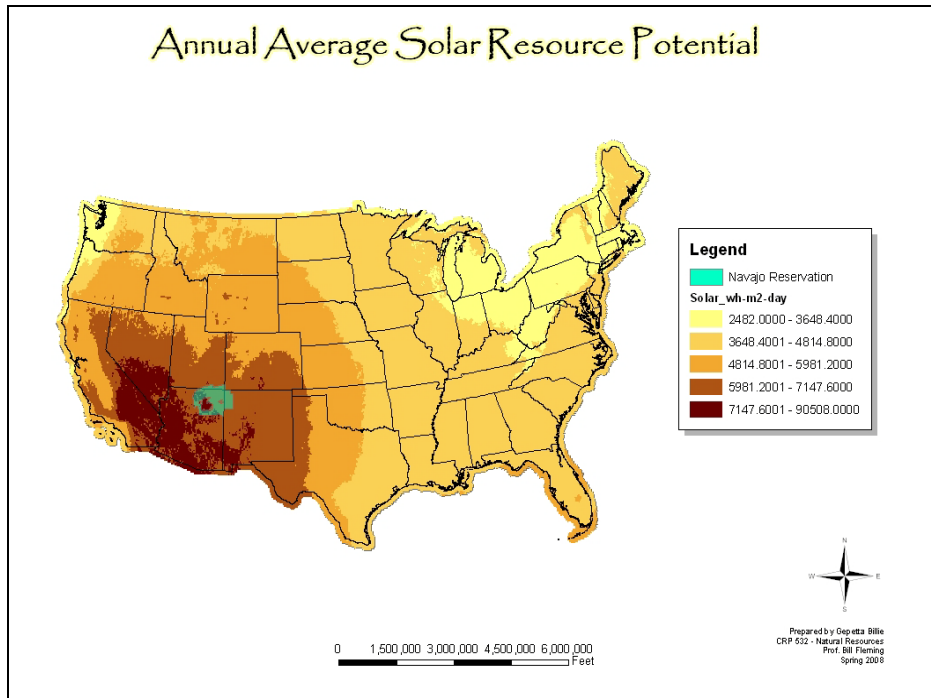 Annual Average Solar Resource Potential
Legend
Navajo Reservation
Solar_wh-m2-day
2482.0000 - 3648.4000
3648.4001 - 4814.8000
4814.8001 - 5981.2000
5981.2001 - 7147.6000
7147.6001 - 90508.0000
N
W E
S
Prepared by Gepetta Billie
CRP 532 - Natural Resources
Prof. Bill Fleming
Spring 2008
0 1,500,000 3,000,000 4,500,000 6,000,000
Feet